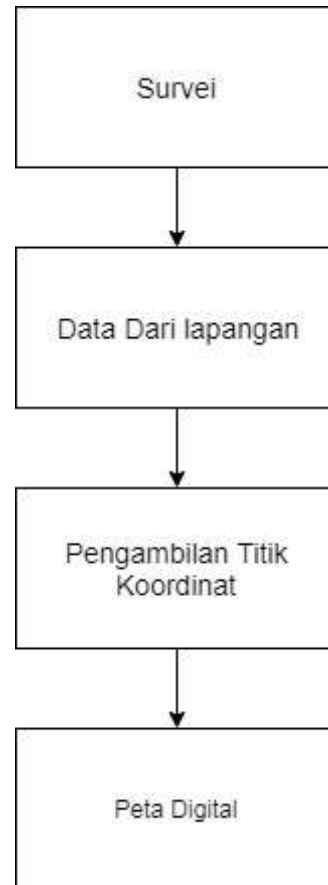 Survei
Data Dari lapangan
Pengambilan Titik
Koordinat
Peta Digital